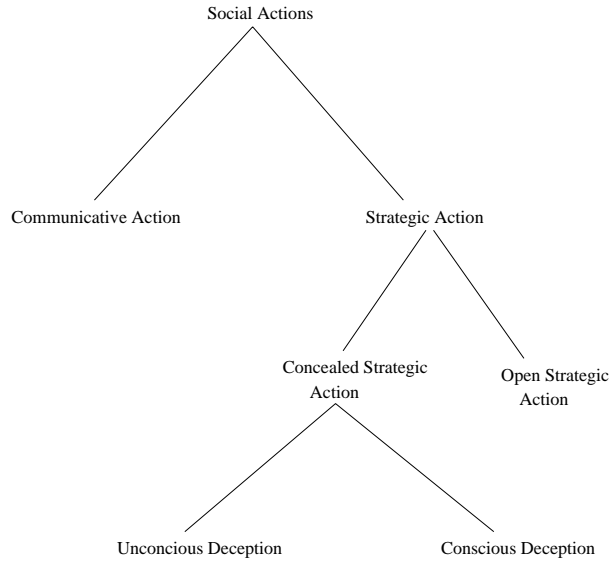 Social Actions
Communicative Action
Strategic Action
Concealed Strategic
Action
Open Strategic
Action
Unconcious Deception
Conscious Deception